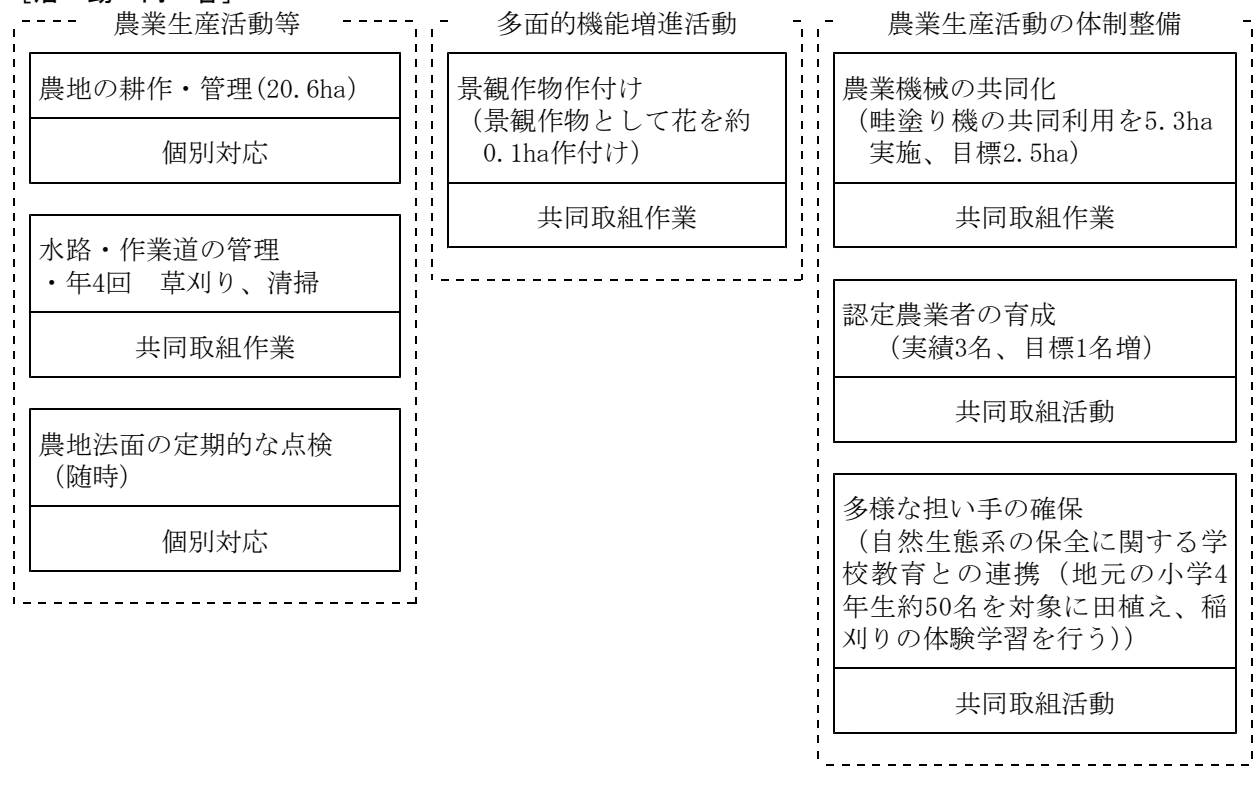 [活 動 内 容]
農業生産活動等
農地の耕作・管理(20.6ha)
個別対応
水路・作業道の管理
・年4回　草刈り、清掃
共同取組作業
農地法面の定期的な点検
（随時）
個別対応
多面的機能増進活動
景観作物作付け
（景観作物として花を約
0.1ha作付け）
共同取組作業
農業生産活動の体制整備
農業機械の共同化
（畦塗り機の共同利用を5.3ha
実施、目標2.5ha）
共同取組作業
認定農業者の育成
（実績3名、目標1名増）
共同取組活動
多様な担い手の確保
（自然生態系の保全に関する学
校教育との連携（地元の小学4
年生約50名を対象に田植え、稲
刈りの体験学習を行う））
共同取組活動